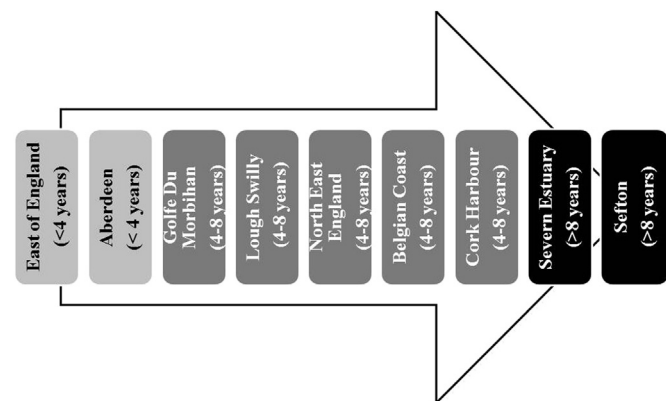 East of England
(<4 years)
Aberdeen
(< 4 years)
Golfe Du
Morbihan
(4-8 years)
Lough Swilly
(4-8 years)
North East
England
(4-8 years)
Belgian Coast
(4-8 years)
Cork Harbour
(4-8 years)
Severn Estuary
(>8 years)
Sefton
(>8 years)